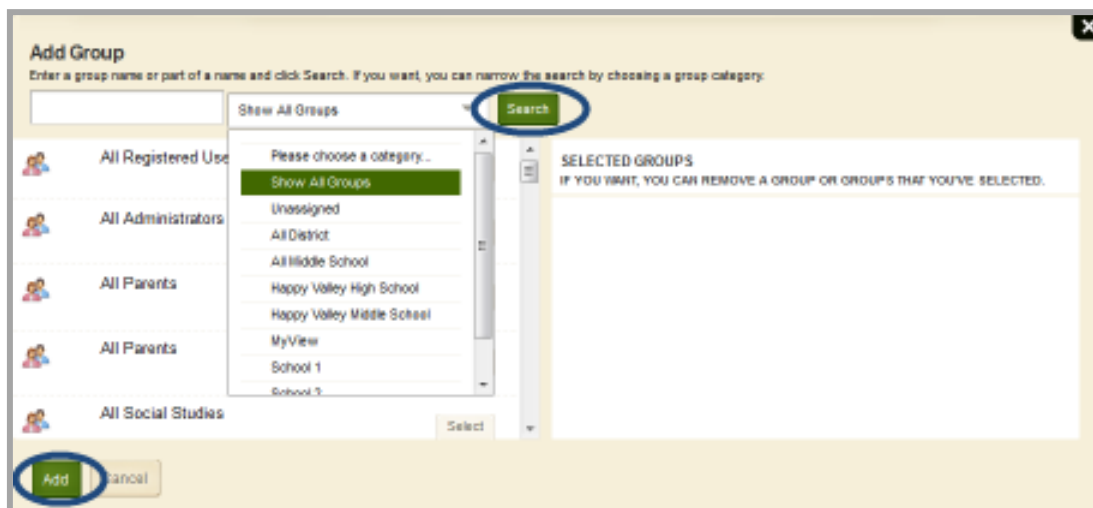 Add Group
Enter a group name or part of a name and click Search. If you want, you can narrow the search by choosing a group category.
Show All Groups
Search
All Registered Use
Please choose a category...
Show All Groups
Unassigned
All District
All Middle School
Happy Valley High School
Happy Valley Middle School
MyView
School 1
School 2
All Administrators
All Parents
All Parents
All Social Studies
Select
SELECTED GROUPS
IF YOU WANT, YOU CAN REMOVE A GROUP OR GROUPS THAT YOU'VE SELECTED.
Add
Cancel